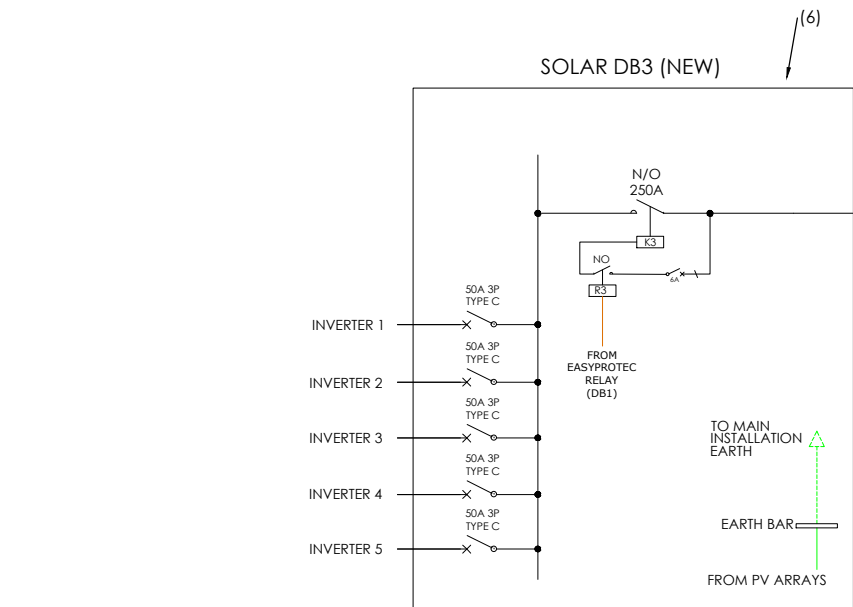 (6)
SOLAR DB3 (NEW)
N/O
250A
K3
NO
6A
R3
FROM
EASYPROTEC
RELAY
(DB1)
50A 3P
TYPE C
INVERTER 1
50A 3P
TYPE C
INVERTER 2
50A 3P
TYPE C
INVERTER 3
50A 3P
TYPE C
INVERTER 4
50A 3P
TYPE C
INVERTER 5
TO MAIN
INSTALLATION
EARTH
EARTH BAR
FROM PV ARRAYS